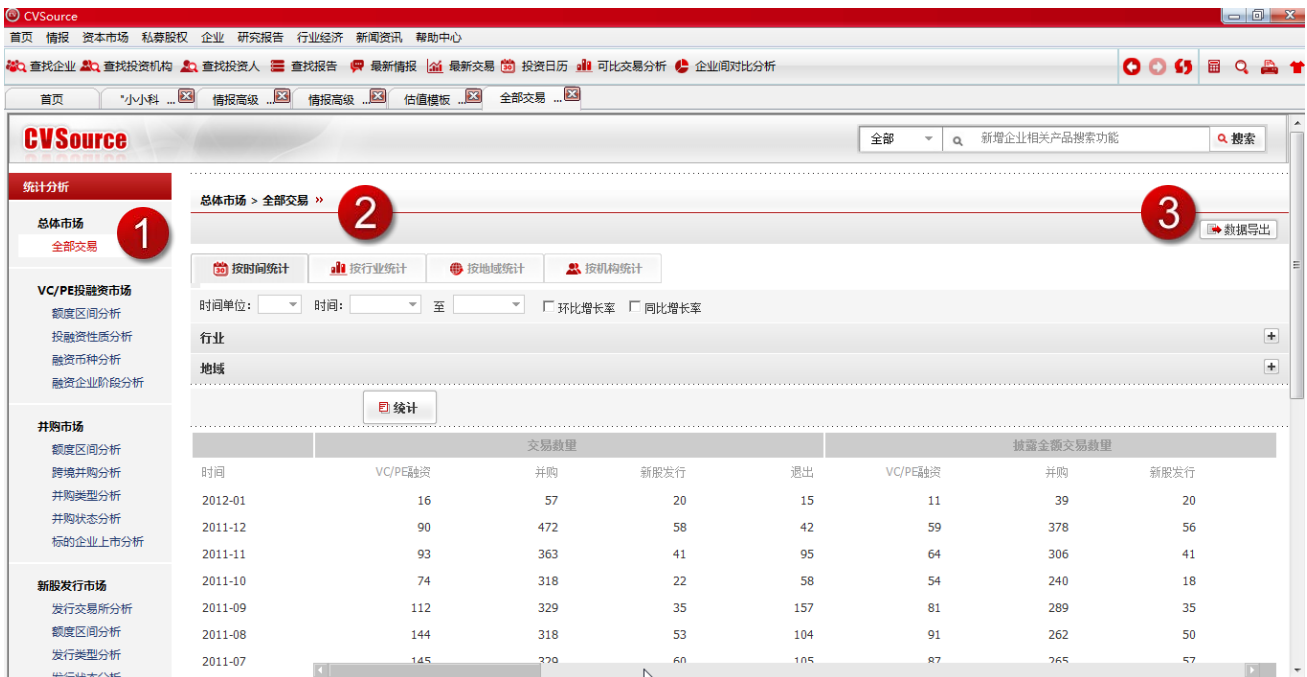 CVSource
首页 情报 资本市场 私募股权 企业 研究报告 行业经济 新闻资讯 帮助中心
查找企业 查找投资机构 查找投资人 查找报告 最新情报 最新交易 30 投资日历 可比交易分析 企业间对比分析
首页 "小小科 ... 情报高级 ... 情报高级 ... 估值模板 ... 全部交易 ...
CVSource 全部 新增企业相关产品搜索功能 搜索
统计分析
总体市场 > 全部交易 »
1 2 3
总体市场
全部交易
数据导出
30 按时间统计 按行业统计 按地域统计 按机构统计
VC/PE投融资市场
额度区间分析
投融资性质分析
融资币种分析
融资企业阶段分析
时间单位: 时间: 至 环比增长率 同比增长率
行业
地域
统计
并购市场
额度区间分析
跨境并购分析
并购类型分析
并购状态分析
标的企业上市分析
新股发行市场
发行交易所分析
额度区间分析
发行类型分析
发行状态分析
交易数量 披露金额交易数量
时间 VC/PE融资 并购 新股发行 退出 VC/PE融资 并购 新股发行
2012-01 16 57 20 15 11 39 20
2011-12 90 472 58 42 59 378 56
2011-11 93 363 41 95 64 306 41
2011-10 74 318 22 58 54 240 18
2011-09 112 329 35 157 81 289 35
2011-08 144 318 53 104 91 262 50
2011-07 145 329 60 105 87 265 57